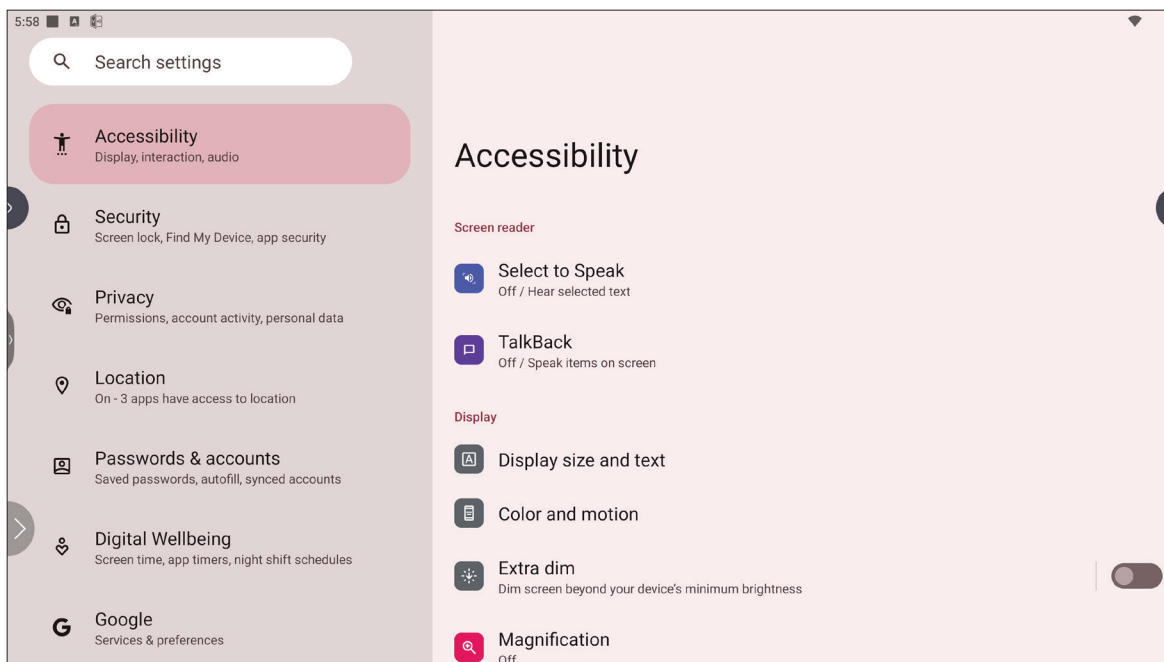 5:58
Search settings
Accessibility
Display, interaction, audio
Security
Screen lock, Find My Device, app security
Privacy
Permissions, account activity, personal data
Location
On - 3 apps have access to location
Passwords & accounts
Saved passwords, autofill, synced accounts
Digital Wellbeing
Screen time, app timers, night shift schedules
Google
Services & preferences
Accessibility
Screen reader
Select to Speak
Off / Hear selected text
TalkBack
Off / Speak items on screen
Display
Display size and text
Color and motion
Extra dim
Dim screen beyond your device's minimum brightness
Magnification
Off